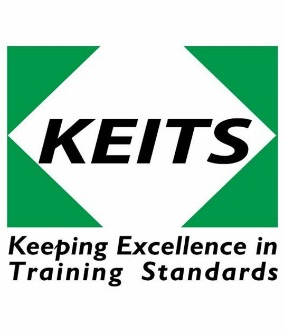 KEITS
Keeping Excellence in
Training Standards